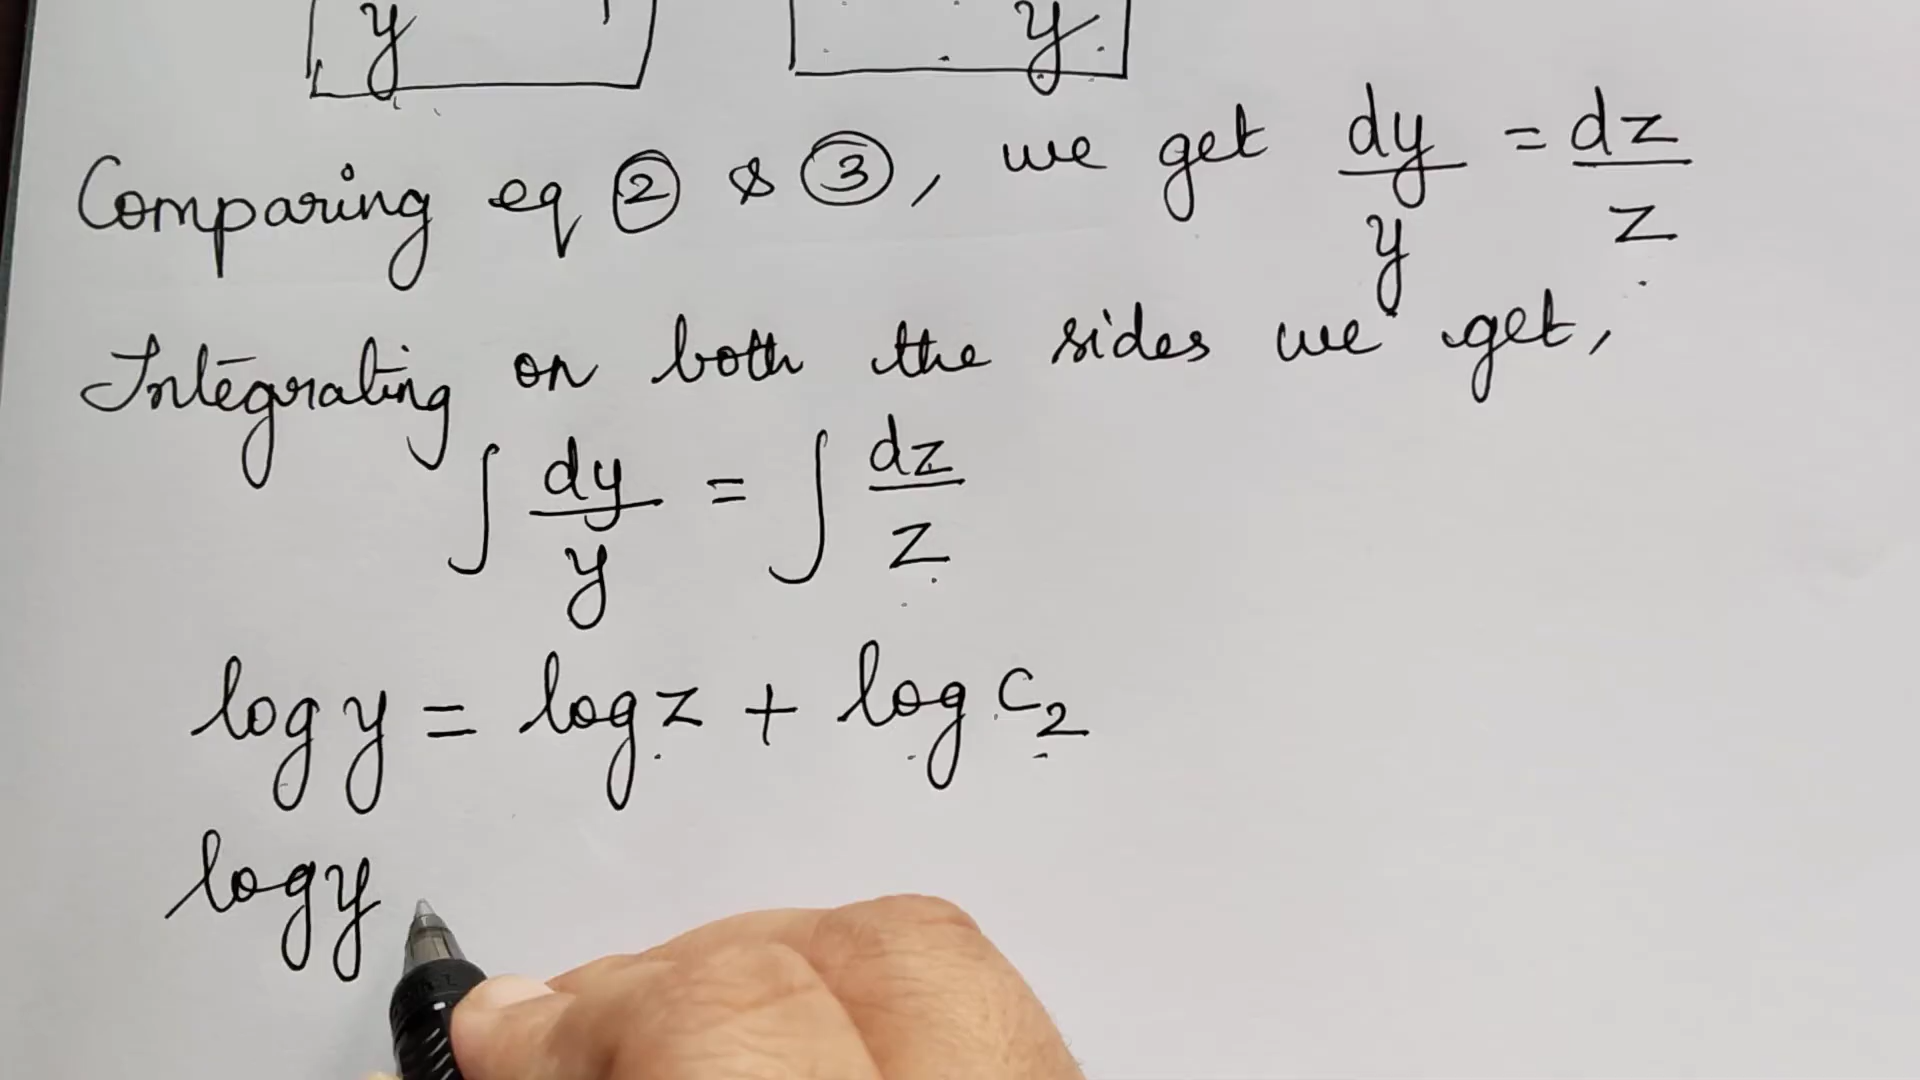 y y
Comparing eq ② & ③, we get dy/y = dz/z
Integrating on both the sides we get,
∫ dy/y = ∫ dz/z
log y = log z + log c₂
log y